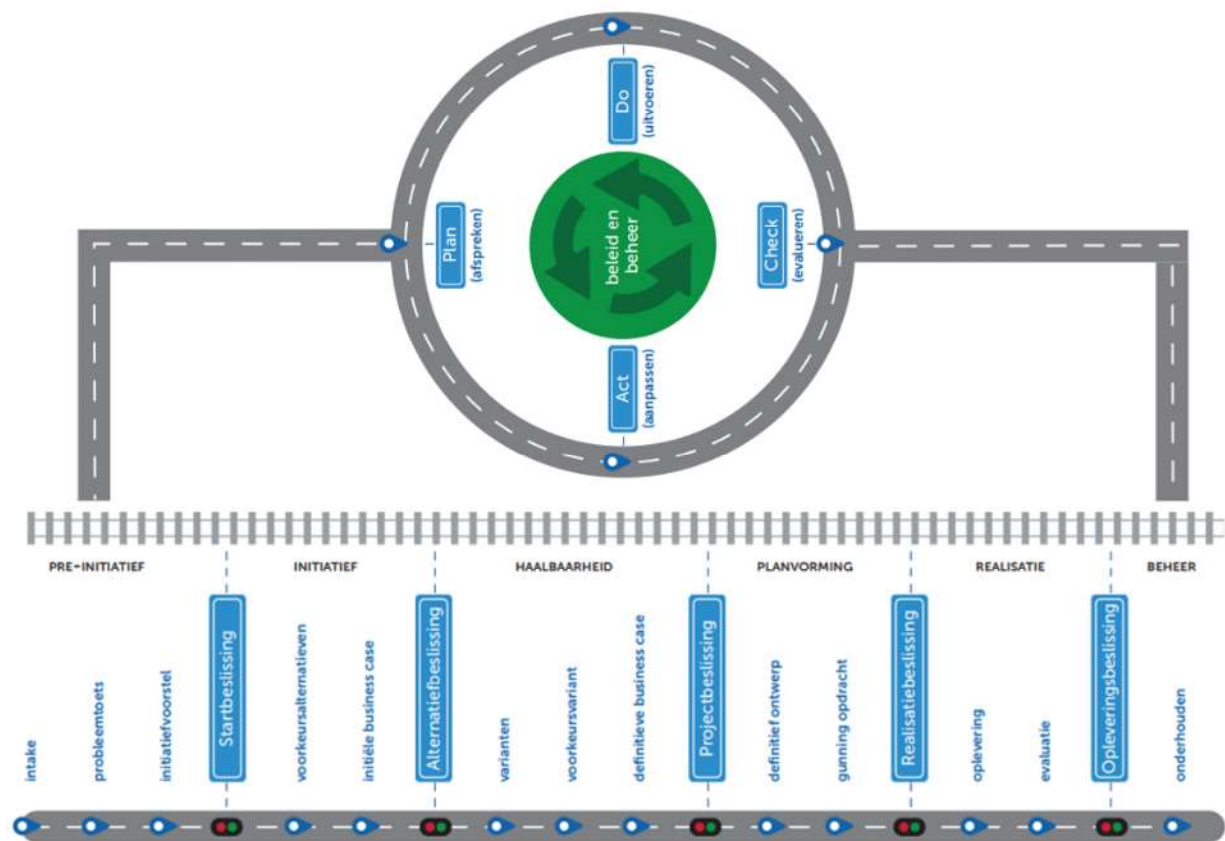 Plan
(afspreken)
Do
(uitvoeren)
Check
(evalueren)
Act
(aanpassen)
beleid en
beheer
PRE-INITIATIEF
INITIATIEF
HAALBAARHEID
PLANVORMING
REALISATIE
BEHEER
intake
probleemtoets
initiatiefvoorstel
Startbeslissing
voorkeursalternatieven
initiële business case
Alternatiefbeslissing
varianten
voorkeursvariant
definitieve business case
Projectbeslissing
definitief ontwerp
gunning opdracht
Realisatiebeslissing
oplevering
evaluatie
Opleveringsbeslissing
onderhouden